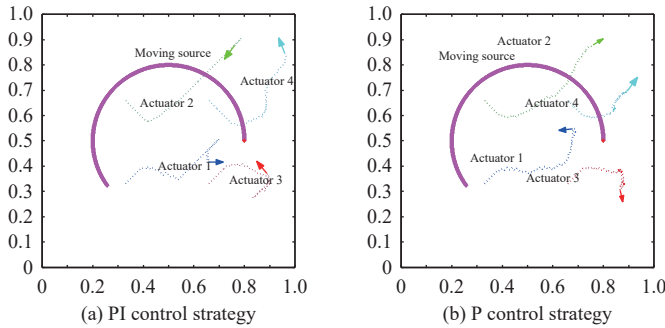 1.0
0.9
0.8
0.7
0.6
0.5
0.4
0.3
0.2
0.1
0
0 0.2 0.4 0.6 0.8 1.0
Moving source
Actuator 4
Actuator 2
Actuator 1
Actuator 3
(a) PI control strategy
1.0
0.9
0.8
0.7
0.6
0.5
0.4
0.3
0.2
0.1
0
0 0.2 0.4 0.6 0.8 1.0
Actuator 2
Moving source
Actuator 4
Actuator 1
Actuator 3
(b) P control strategy